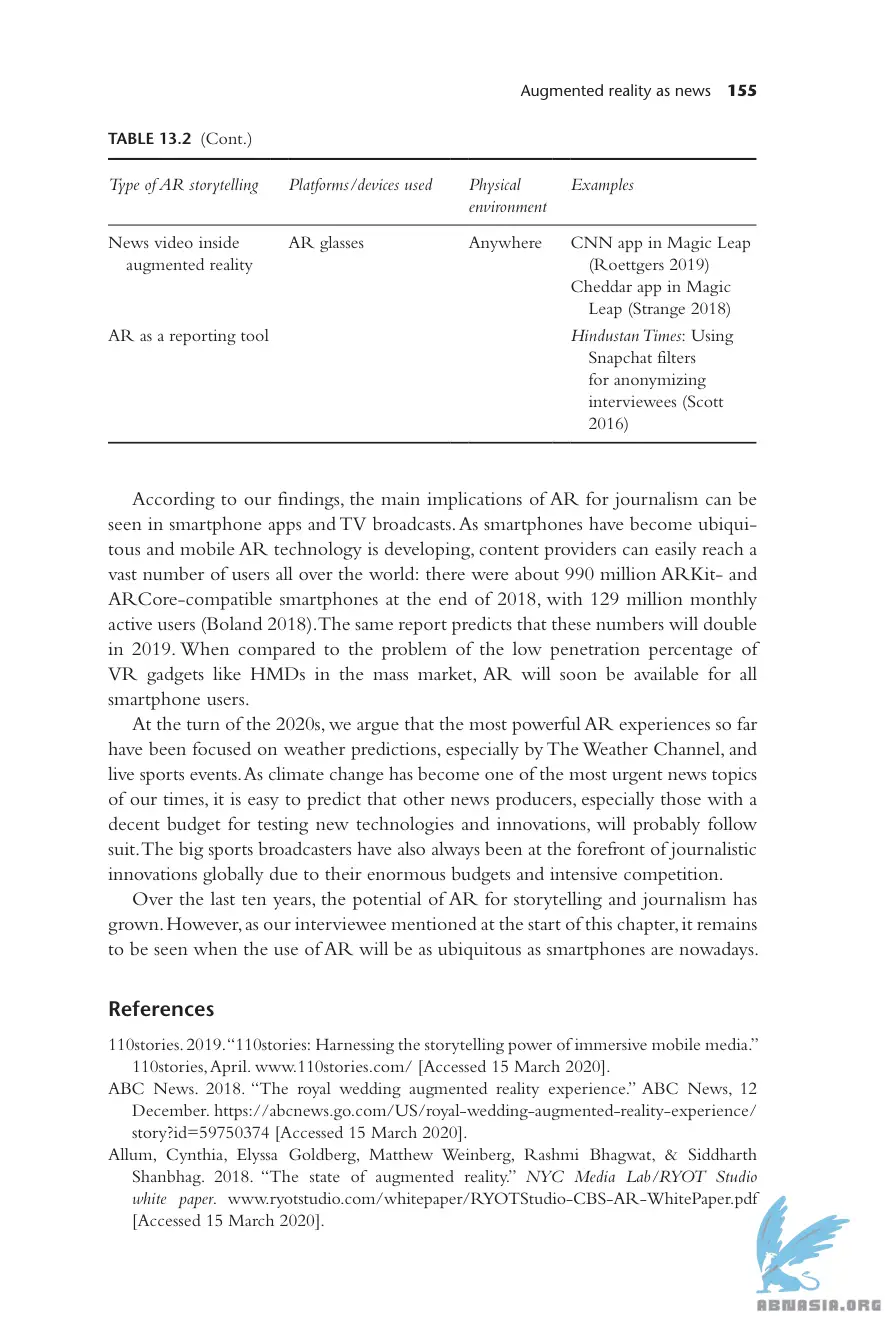 Augmented reality as news 155
TABLE 13.2 (Cont.)
Type of AR storytelling Platforms/devices used Physical environment Examples
News video inside augmented reality AR glasses Anywhere CNN app in Magic Leap (Roettgers 2019)
Cheddar app in Magic Leap (Strange 2018)
AR as a reporting tool Hindustan Times: Using Snapchat filters for anonymizing interviewees (Scott 2016)
According to our findings, the main implications of AR for journalism can be
seen in smartphone apps and TV broadcasts. As smartphones have become ubiqui-
tous and mobile AR technology is developing, content providers can easily reach a
vast number of users all over the world: there were about 990 million ARKit- and
ARCore-compatible smartphones at the end of 2018, with 129 million monthly
active users (Boland 2018). The same report predicts that these numbers will double
in 2019. When compared to the problem of the low penetration percentage of
VR gadgets like HMDs in the mass market, AR will soon be available for all
smartphone users.
At the turn of the 2020s, we argue that the most powerful AR experiences so far
have been focused on weather predictions, especially by The Weather Channel, and
live sports events. As climate change has become one of the most urgent news topics
of our times, it is easy to predict that other news producers, especially those with a
decent budget for testing new technologies and innovations, will probably follow
suit. The big sports broadcasters have also always been at the forefront of journalistic
innovations globally due to their enormous budgets and intensive competition.
Over the last ten years, the potential of AR for storytelling and journalism has
grown. However, as our interviewee mentioned at the start of this chapter, it remains
to be seen when the use of AR will be as ubiquitous as smartphones are nowadays.
References
110stories. 2019. “110stories: Harnessing the storytelling power of immersive mobile media.”
110stories, April. www.110stories.com/ [Accessed 15 March 2020].
ABC News. 2018. “The royal wedding augmented reality experience.” ABC News, 12
December. https://abcnews.go.com/US/royal-wedding-augmented-reality-experience/
story?id=59750374 [Accessed 15 March 2020].
Allum, Cynthia, Elyssa Goldberg, Matthew Weinberg, Rashmi Bhagwat, & Siddharth
Shanbhag. 2018. “The state of augmented reality.” NYC Media Lab/RYOT Studio
white paper. www.ryotstudio.com/whitepaper/RYOTStudio-CBS-AR-WhitePaper.pdf
[Accessed 15 March 2020].
ABNASIA.ORG